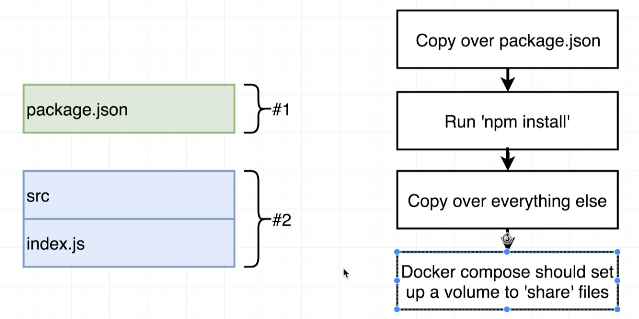 package.json
#1
src
index.js
#2
Copy over package.json
Run 'npm install'
Copy over everything else
Docker compose should set
up a volume to 'share' files